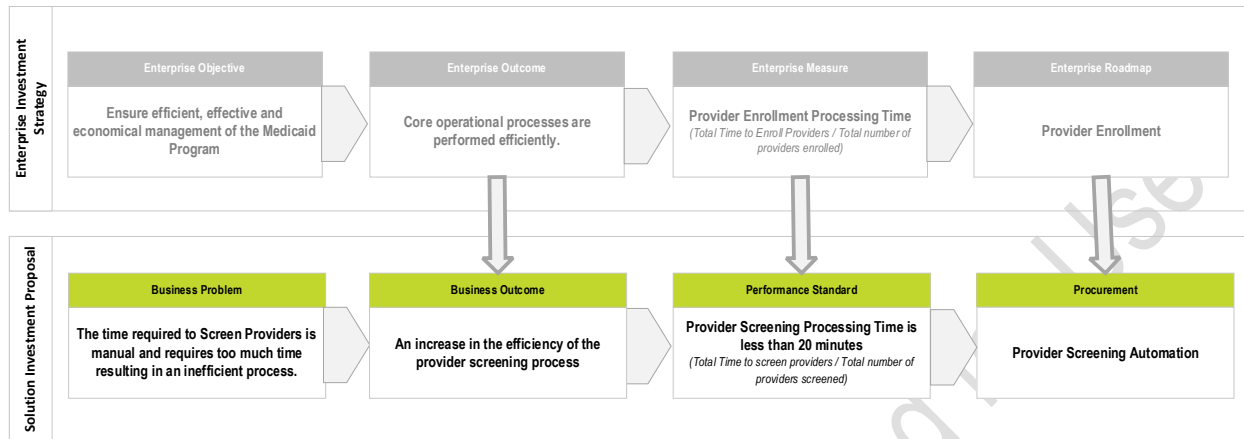 Enterprise Investment
Strategy
Enterprise Objective
Ensure efficient, effective and
economical management of the Medicaid
Program
Enterprise Outcome
Core operational processes are
performed efficiently.
Enterprise Measure
Provider Enrollment Processing Time
(Total Time to Enroll Providers / Total number of
providers enrolled)
Enterprise Roadmap
Provider Enrollment
Solution Investment Proposal
Business Problem
The time required to Screen Providers is
manual and requires too much time
resulting in an inefficient process.
Business Outcome
An increase in the efficiency of the
provider screening process
Performance Standard
Provider Screening Processing Time is
less than 20 minutes
(Total Time to screen providers / Total number of
providers screened)
Procurement
Provider Screening Automation